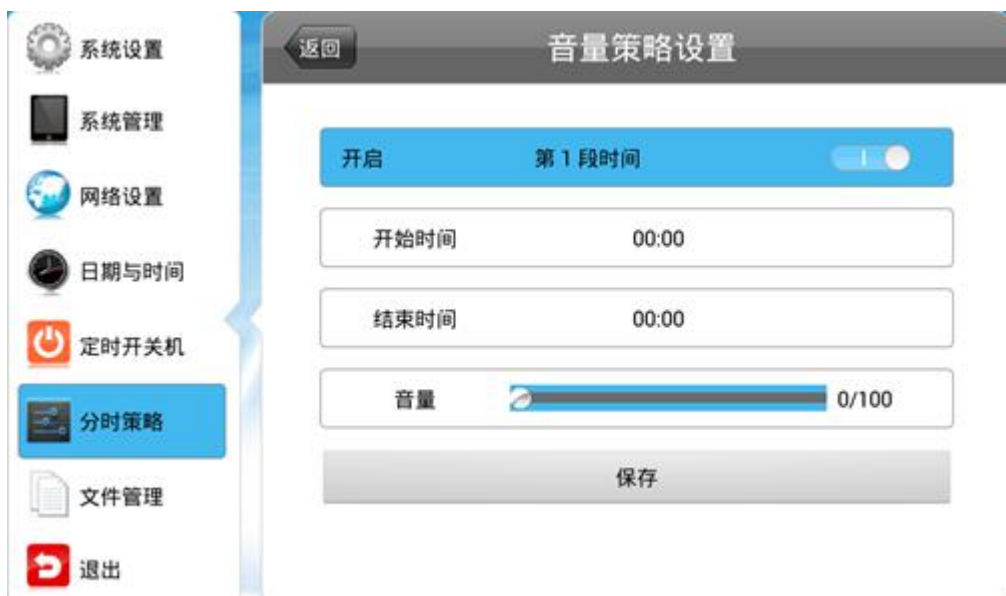 系统设置
系统管理
网络设置
日期与时间
定时开关机
分时策略
文件管理
退出
返回
音量策略设置
开启 第1段时间
开始时间 00:00
结束时间 00:00
音量 0/100
保存